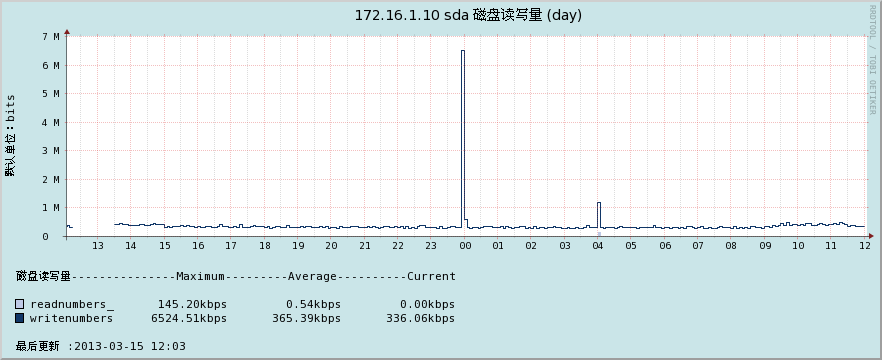 172.16.1.10 sda 磁盘读写量 (day)
RRDTOOL / TOBI OETIKER
默认单位：bits
7 M
6 M
5 M
4 M
3 M
2 M
1 M
0
13 14 15 16 17 18 19 20 21 22 23 00 01 02 03 04 05 06 07 08 09 10 11 12
磁盘读写量---------------Maximum---------Average----------Current
readnumbers_ 145.20kbps 0.54kbps 0.00kbps
writenumbers 6524.51kbps 365.39kbps 336.06kbps
最后更新 :2013-03-15 12:03